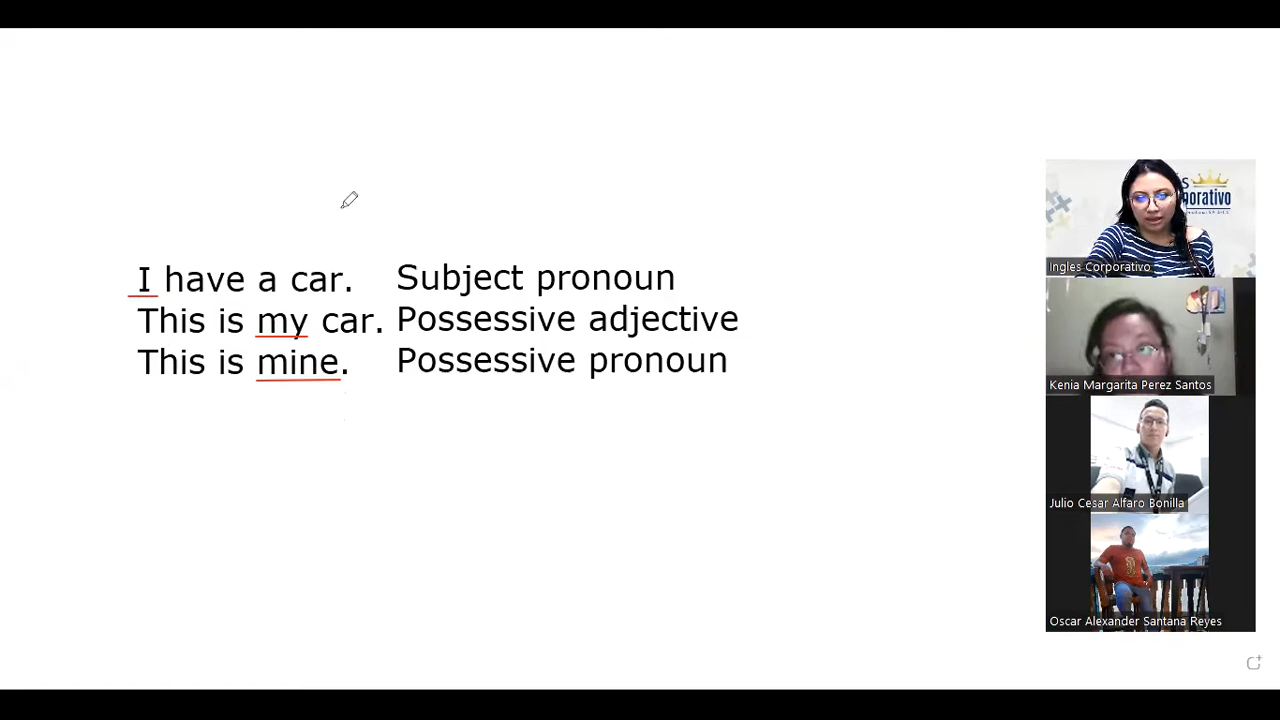 I have a car. Subject pronoun
This is my car. Possessive adjective
This is mine. Possessive pronoun
Ingles Corporativo
Kenia Margarita Perez Santos
Julio Cesar Alfaro Bonilla
Oscar Alexander Santana Reyes